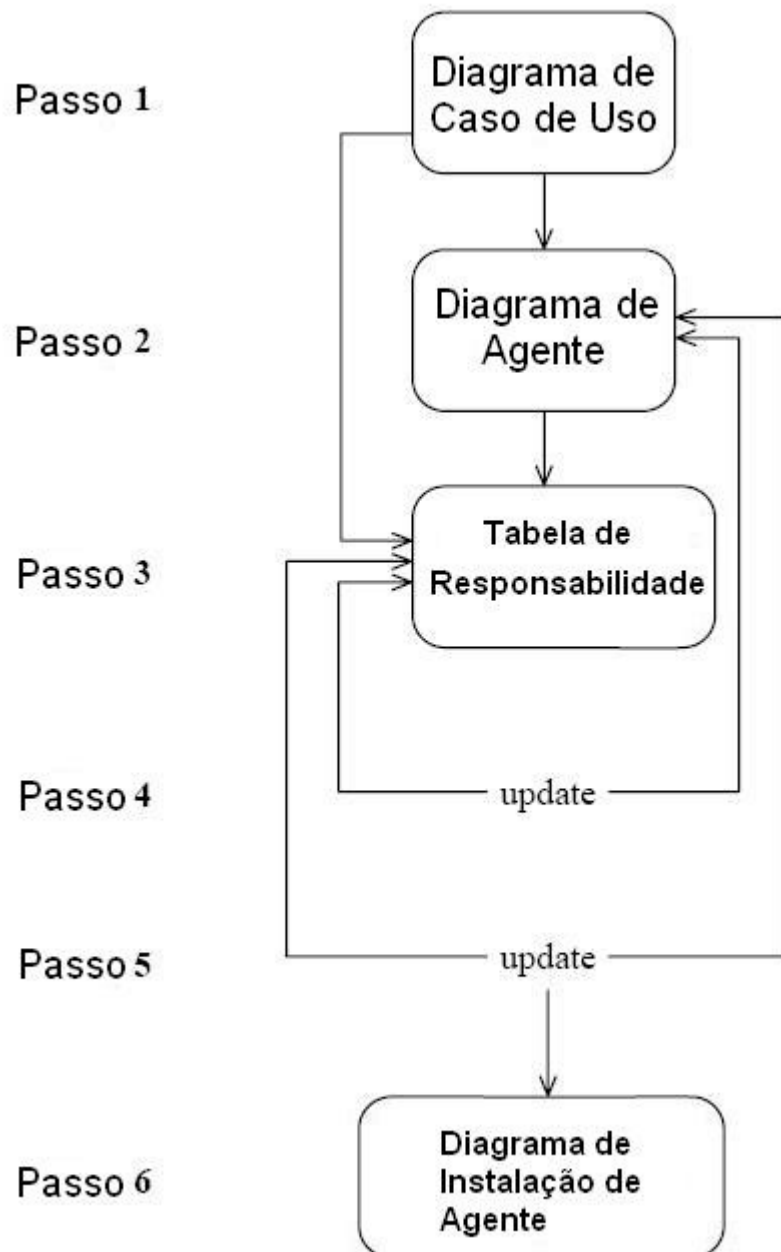 Passo 1
Diagrama de
Caso de Uso
Passo 2
Diagrama de
Agente
Passo 3
Tabela de
Responsabilidade
Passo 4
update
Passo 5
update
Passo 6
Diagrama de
Instalação de
Agente